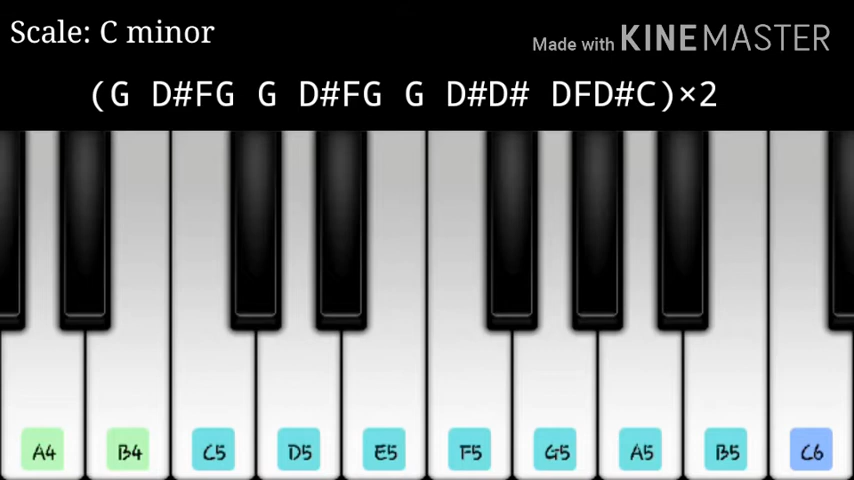 Scale: C minor
Made with KINEMASTER
(G D#FG G D#FG G D#D# DFD#C)×2
A4 B4 C5 D5 E5 F5 G5 A5 B5 C6